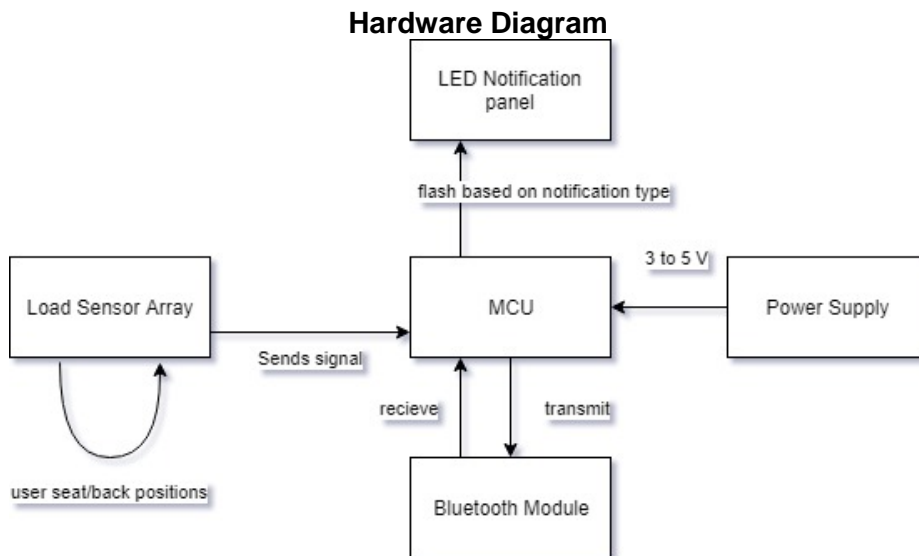 Hardware Diagram
LED Notification
panel
flash based on notification type
3 to 5 V
Load Sensor Array
MCU
Power Supply
Sends signal
recieve
transmit
user seat/back positions
Bluetooth Module